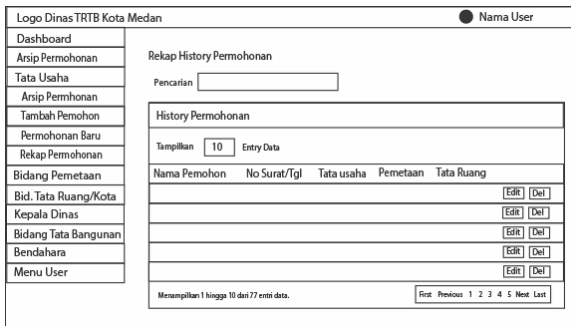 Logo Dinas TRTB Kota Medan
Nama User
Dashboard
Arsip Permohonan
Tata Usaha
Arsip Permhonan
Tambah Pemohon
Permohonan Baru
Rekap Permohonan
Bidang Pemetaan
Bid. Tata Ruang/Kota
Kepala Dinas
Bidang Tata Bangunan
Bendahara
Menu User
Rekap History Permohonan
Pencarian
History Permohonan
Tampilkan 10 Entry Data
Nama Pemohon No Surat/Tgl Tata usaha Pemetaan Tata Ruang
Edit Del
Edit Del
Edit Del
Edit Del
Edit Del
Menampilkan 1 hingga 10 dari 77 entri data.
First Previous 1 2 3 4 5 Next Last